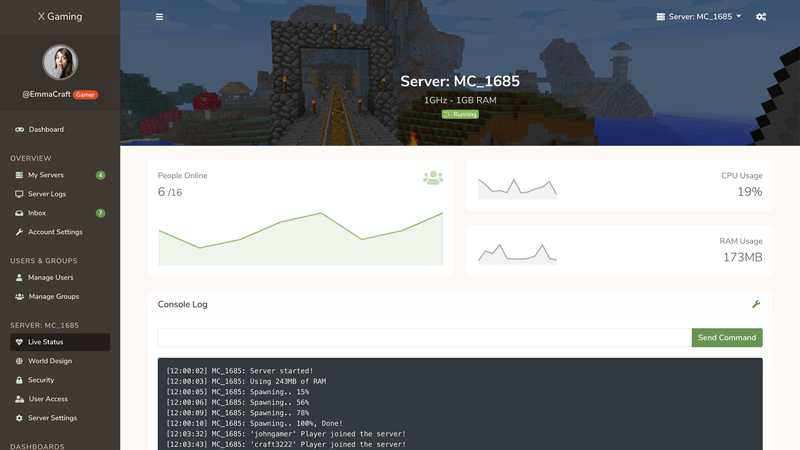 X Gaming
@EmmaCraft Gamer
Dashboard
OVERVIEW
My Servers 4
Server Logs
Inbox 7
Account Settings
USERS & GROUPS
Manage Users
Manage Groups
SERVER: MC_1685
Live Status
World Design
Security
User Access
Server Settings
DASHBOARDS
Server: MC_1685
Server: MC_1685
1GHz - 1GB RAM
Running
People Online
6 /16
CPU Usage
19%
RAM Usage
173MB
Console Log
Send Command
[12:00:02] MC_1685: Server started!
[12:00:03] MC_1685: Using 243MB of RAM
[12:00:05] MC_1685: Spawning.. 15%
[12:00:06] MC_1685: Spawning.. 56%
[12:00:09] MC_1685: Spawning.. 78%
[12:00:10] MC_1685: Spawning.. 100%, Done!
[12:03:32] MC_1685: 'johngamer' Player joined the server!
[12:03:43] MC_1685: 'craft3222' Player joined the server!